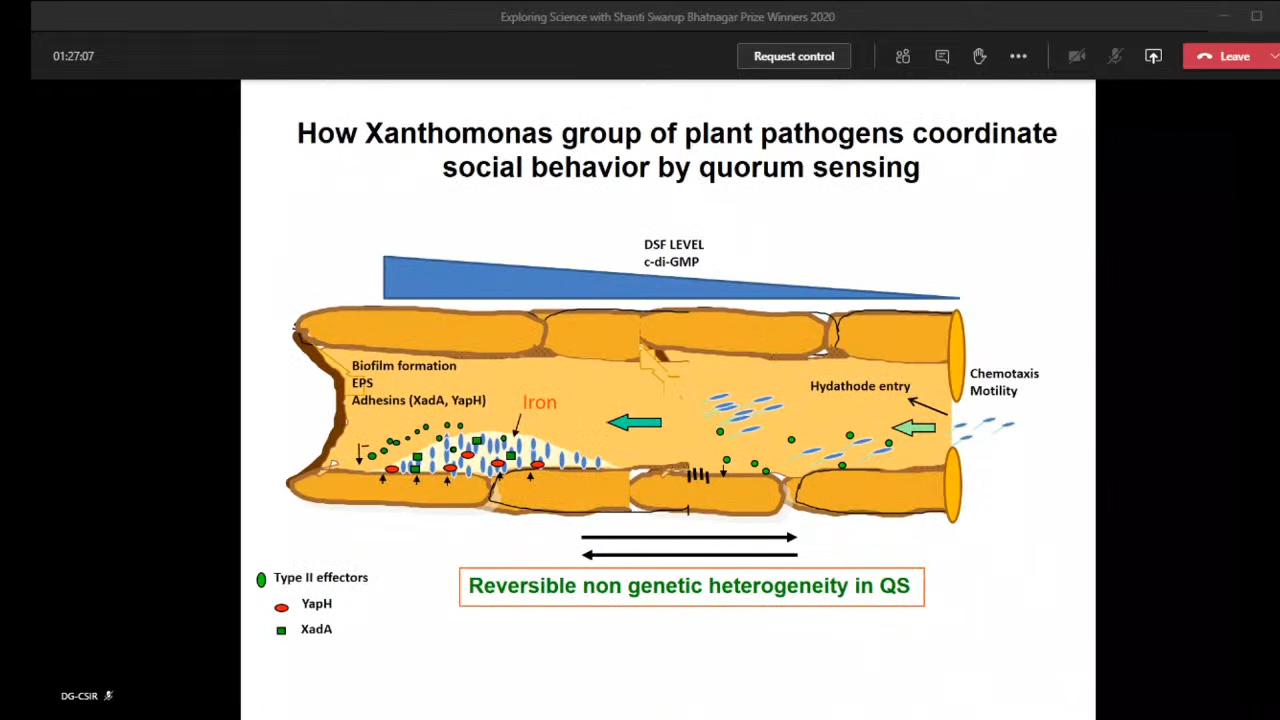 Exploring Science with Shanti Swarup Bhatnagar Prize Winners 2020
01:27:07
Request control
Leave
How Xanthomonas group of plant pathogens coordinate
social behavior by quorum sensing
DSF LEVEL
c-di-GMP
Biofilm formation
EPS
Adhesins (XadA, YapH)
Iron
Hydathode entry
Chemotaxis
Motility
Reversible non genetic heterogeneity in QS
Type II effectors
YapH
XadA
DG-CSIR